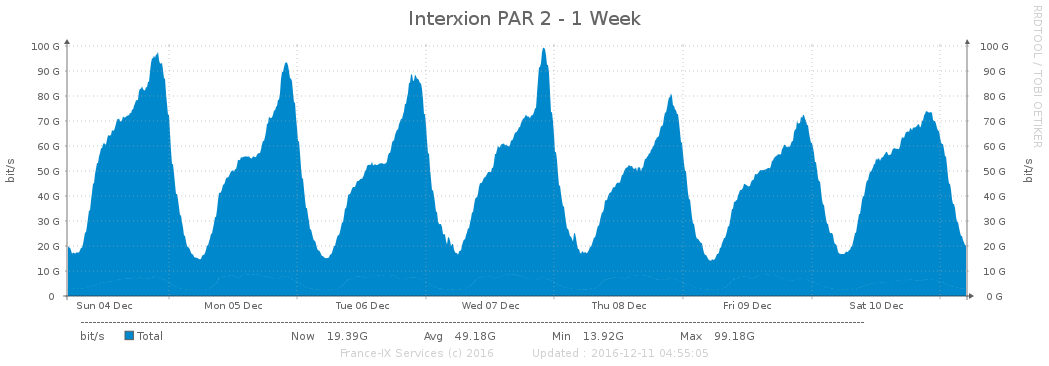 Interxion PAR 2 - 1 Week
RRDTOOL / TOBI OETIKER
bit/s
bit/s
100 G 100 G
90 G 90 G
80 G 80 G
70 G 70 G
60 G 60 G
50 G 50 G
40 G 40 G
30 G 30 G
20 G 20 G
10 G 10 G
0 0 G
Sun 04 Dec Mon 05 Dec Tue 06 Dec Wed 07 Dec Thu 08 Dec Fri 09 Dec Sat 10 Dec
bit/s Total Now 19.39G Avg 49.18G Min 13.92G Max 99.18G
France-IX Services (c) 2016 Updated : 2016-12-11 04:55:05